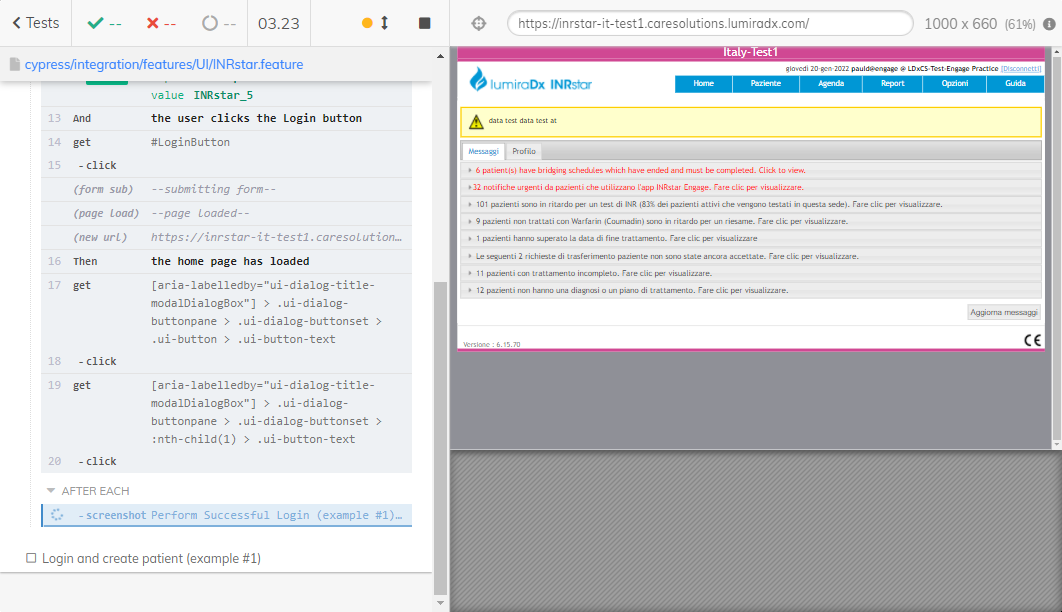 Tests
--
--
--
03.23
https://inrstar-it-test1.caresolutions.lumiradx.com/
1000 x 660 (61%)
cypress/integration/features/UI/INRstar.feature
value INRstar_5
13 And the user clicks the Login button
14 get #LoginButton
15 -click
(form sub) --submitting form--
(page load) --page loaded--
(new url) https://inrstar-it-test1.caresolution...
16 Then the home page has loaded
17 get [aria-labelledby="ui-dialog-title-
modalDialogBox"] > .ui-dialog-
buttonpane > .ui-dialog-buttonset >
.ui-button > .ui-button-text
18 -click
19 get [aria-labelledby="ui-dialog-title-
modalDialogBox"] > .ui-dialog-
buttonpane > .ui-dialog-buttonset >
:nth-child(1) > .ui-button-text
20 -click
AFTER EACH
-screenshot Perform Successful Login (example #1)...
Login and create patient (example #1)
Italy-Test1
giovedì 20-gen-2022 pauld@engage @ LDxCS-Test-Engage Practice [Disconnetti]
lumiraDx INRstar
Home Paziente Agenda Report Opzioni Guida
data test data test at
Messaggi Profilo
6 patient(s) have bridging schedules which have ended and must be completed. Click to view.
32 notifiche urgenti da pazienti che utilizzano l'app INRstar Engage. Fare clic per visualizzare.
101 pazienti sono in ritardo per un test di INR (83% dei pazienti attivi che vengono testati in questa sede). Fare clic per visualizzare.
9 pazienti non trattati con Warfarin (Coumadin) sono in ritardo per un riesame. Fare clic per visualizzare.
1 pazienti hanno superato la data di fine trattamento. Fare clic per visualizzare
Le seguenti 2 richieste di trasferimento paziente non sono state ancora accettate. Fare clic per visualizzare.
11 pazienti con trattamento incompleto. Fare clic per visualizzare.
12 pazienti non hanno una diagnosi o un piano di trattamento. Fare clic per visualizzare.
Aggiorna messaggi
Versione : 6.15.70
CE